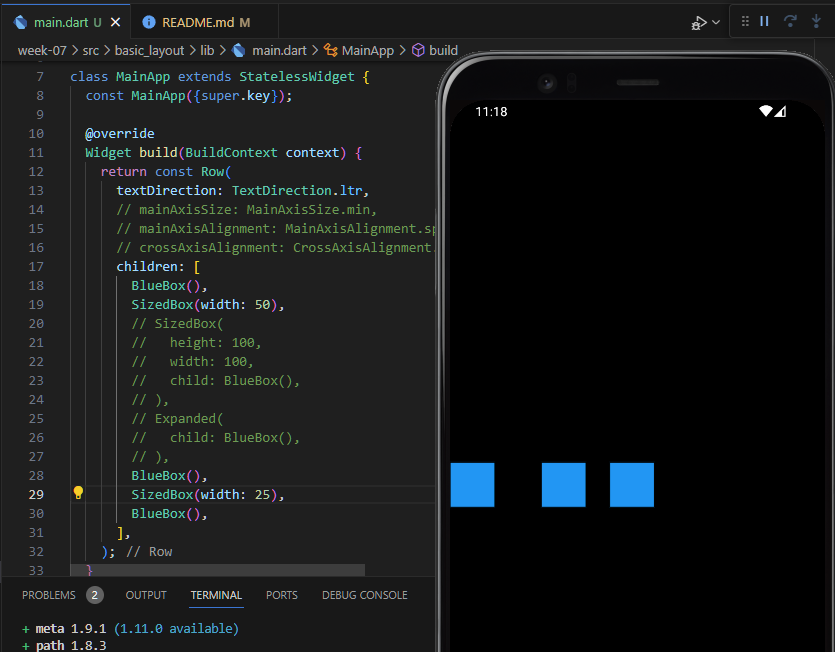 main.dart U README.md M
week-07 > src > basic_layout > lib > main.dart > MainApp > build
7 class MainApp extends StatelessWidget {
8 const MainApp({super.key});
9
10 @override
11 Widget build(BuildContext context) {
12 return const Row(
13 textDirection: TextDirection.ltr,
14 // mainAxisSize: MainAxisSize.min,
15 // mainAxisAlignment: MainAxisAlignment.sp
16 // crossAxisAlignment: CrossAxisAlignment.
17 children: [
18 BlueBox(),
19 SizedBox(width: 50),
20 // SizedBox(
21 //   height: 100,
22 //   width: 100,
23 //   child: BlueBox(),
24 // ),
25 // Expanded(
26 //   child: BlueBox(),
27 // ),
28 BlueBox(),
29 SizedBox(width: 25),
30 BlueBox(),
31 ],
32 ); // Row
33 }
11:18
PROBLEMS 2 OUTPUT TERMINAL PORTS DEBUG CONSOLE
+ meta 1.9.1 (1.11.0 available)
+ path 1.8.3